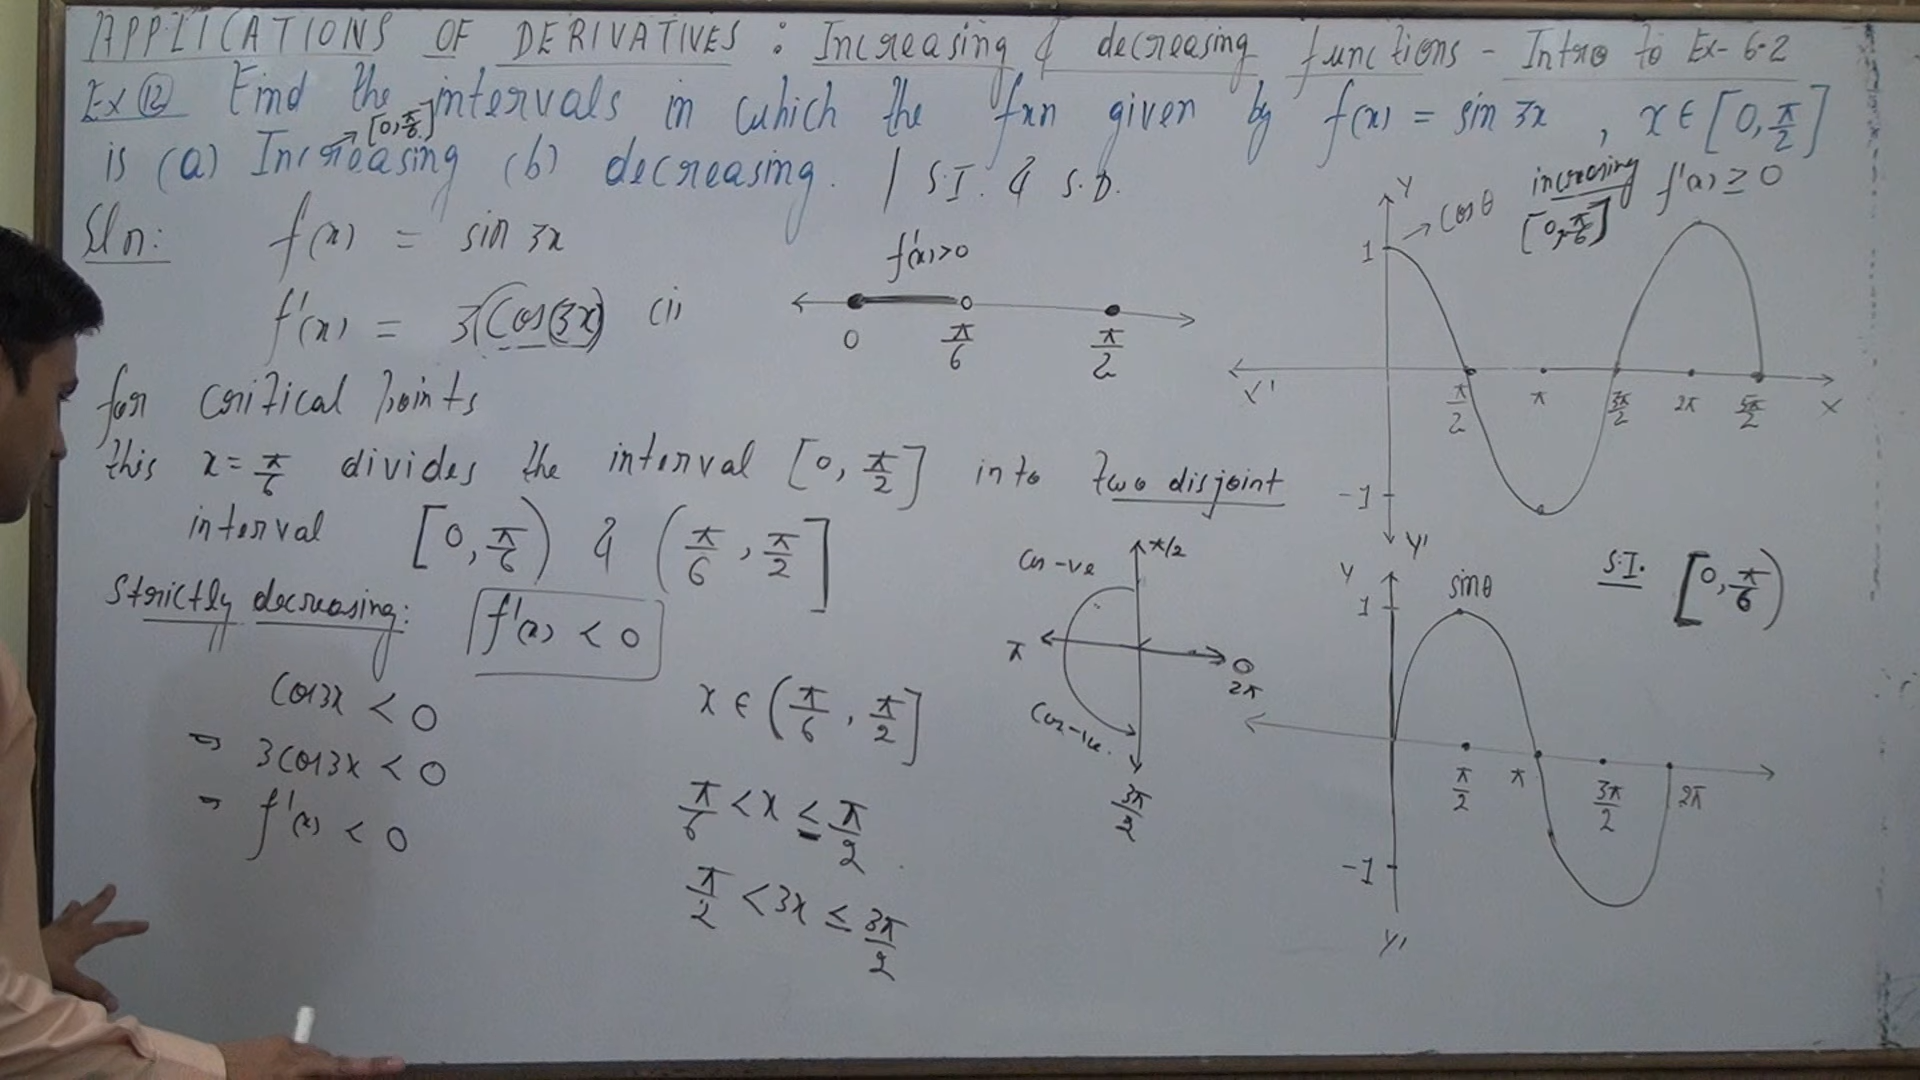 APPLICATIONS OF DERIVATIVES : Increasing & decreasing functions - Intro to Ex- 6.2
Ex (12) Find the intervals in which the fxn given by f(x) = sin 3x , x ∈ [0, π/2]
→ [0, π/6]
is (a) Increasing (b) decreasing. / S.I. & S.D.
Sln: f(x) = sin 3x
f'(x) = 3(Cos(3x)) (i)
for critical Points
this x = π/6 divides the interval [0, π/2] into two disjoint
interval [0, π/6) & (π/6, π/2]
Strictly decreasing: f'(x) < 0
Cos3x < 0
⇒ 3Cos3x < 0
⇒ f'(x) < 0
x ∈ (π/6, π/2]
π/6 < x ≤ π/2
π/2 < 3x ≤ 3π/2
f'(x) > 0
0 π/6 π/2
Cos -ve π/2
π 0
2π
Cos -ve.
3π/2
Y
→ Cos θ
increasing f'(x) ≥ 0
[0, π/6]
1
X' π/2 π 3π/2 2π 5π/2 X
-1
Y'
S.I. [0, π/6)
Y
1 sin θ
π/2 π 3π/2 2π
-1
Y'